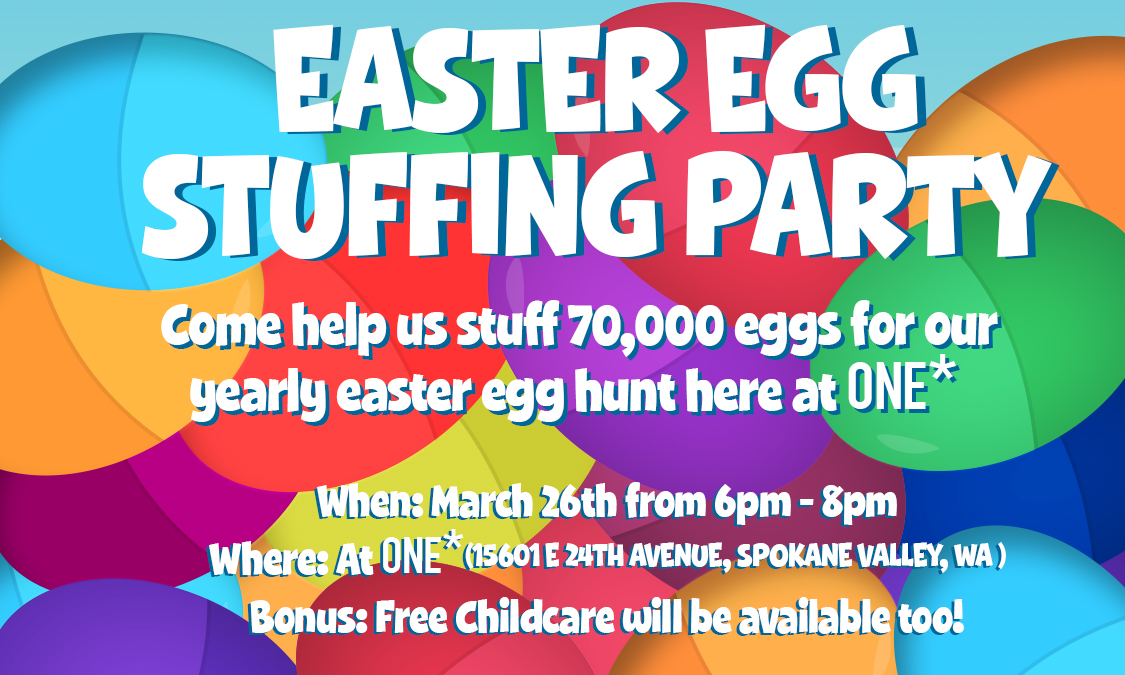 EASTER EGG
STUFFING PARTY
Come help us stuff 70,000 eggs for our
yearly easter egg hunt here at ONE*
When: March 26th from 6pm - 8pm
Where: At ONE* (15601 E 24TH AVENUE, SPOKANE VALLEY, WA )
Bonus: Free Childcare will be available too!